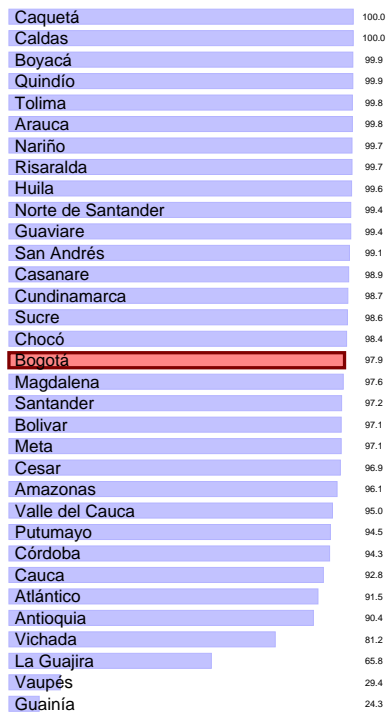 Caquetá 100.0
Caldas 100.0
Boyacá 99.9
Quindío 99.9
Tolima 99.8
Arauca 99.8
Nariño 99.7
Risaralda 99.7
Huila 99.6
Norte de Santander 99.4
Guaviare 99.4
San Andrés 99.1
Casanare 98.9
Cundinamarca 98.7
Sucre 98.6
Chocó 98.4
Bogotá 97.9
Magdalena 97.6
Santander 97.2
Bolivar 97.1
Meta 97.1
Cesar 96.9
Amazonas 96.1
Valle del Cauca 95.0
Putumayo 94.5
Córdoba 94.3
Cauca 92.8
Atlántico 91.5
Antioquia 90.4
Vichada 81.2
La Guajira 65.8
Vaupés 29.4
Guainía 24.3